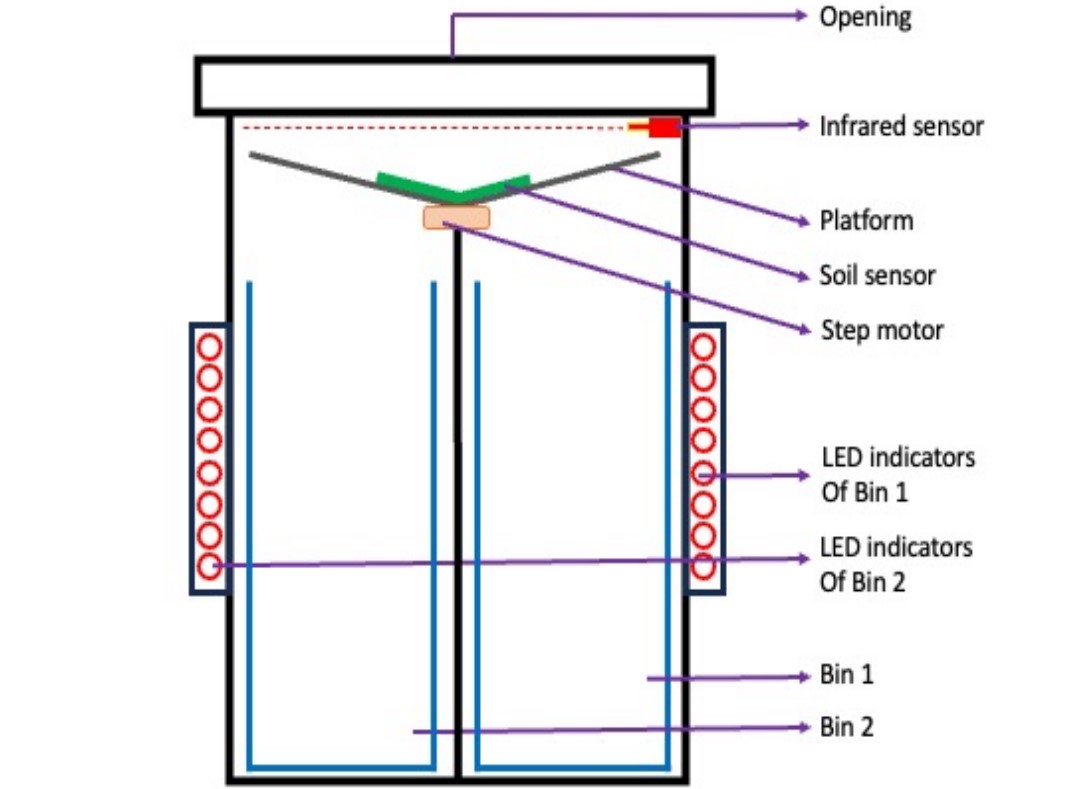 Opening
Infrared sensor
Platform
Soil sensor
Step motor
LED indicators
Of Bin 1
LED indicators
Of Bin 2
Bin 1
Bin 2